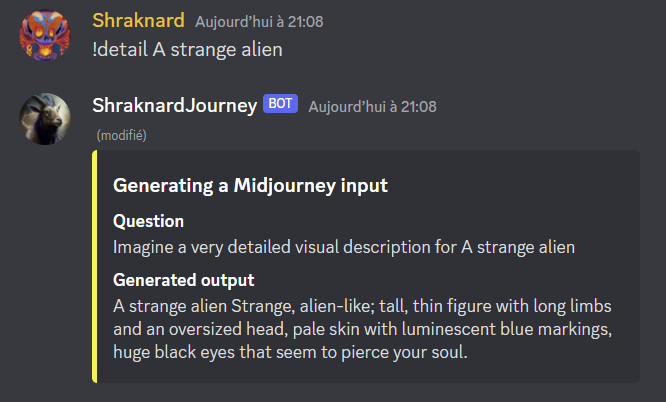 Shraknard Aujourd'hui à 21:08
!detail A strange alien
ShraknardJourney BOT Aujourd'hui à 21:08
(modifié)
Generating a Midjourney input
Question
Imagine a very detailed visual description for A strange alien
Generated output
A strange alien Strange, alien-like; tall, thin figure with long limbs
and an oversized head, pale skin with luminescent blue markings,
huge black eyes that seem to pierce your soul.